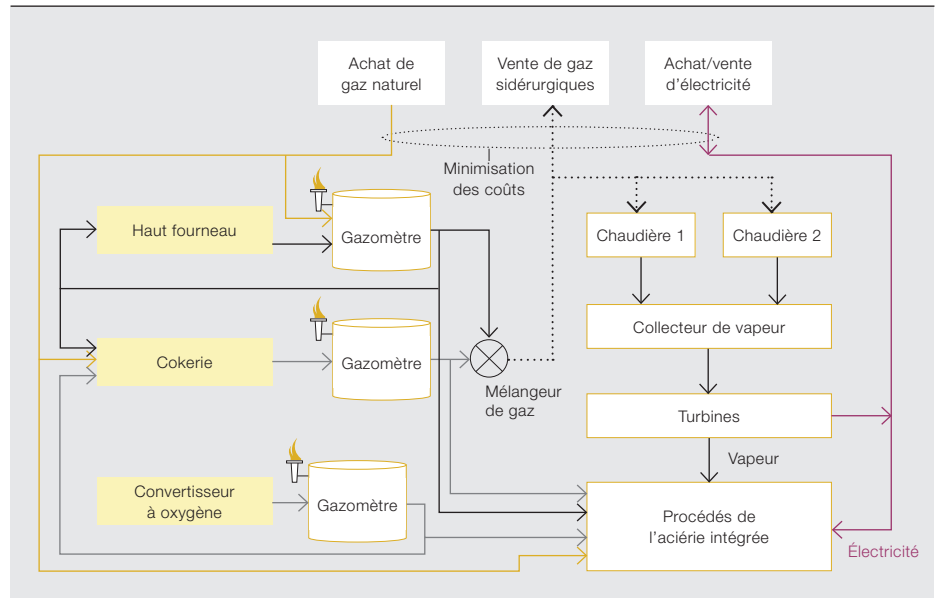 Achat de
gaz naturel
Vente de gaz
sidérurgiques
Achat/vente
d'électricité
Minimisation
des coûts
Haut fourneau
Gazomètre
Chaudière 1
Chaudière 2
Collecteur de vapeur
Cokerie
Gazomètre
Mélangeur
de gaz
Turbines
Vapeur
Convertisseur
à oxygène
Gazomètre
Procédés de
l'aciérie intégrée
Électricité